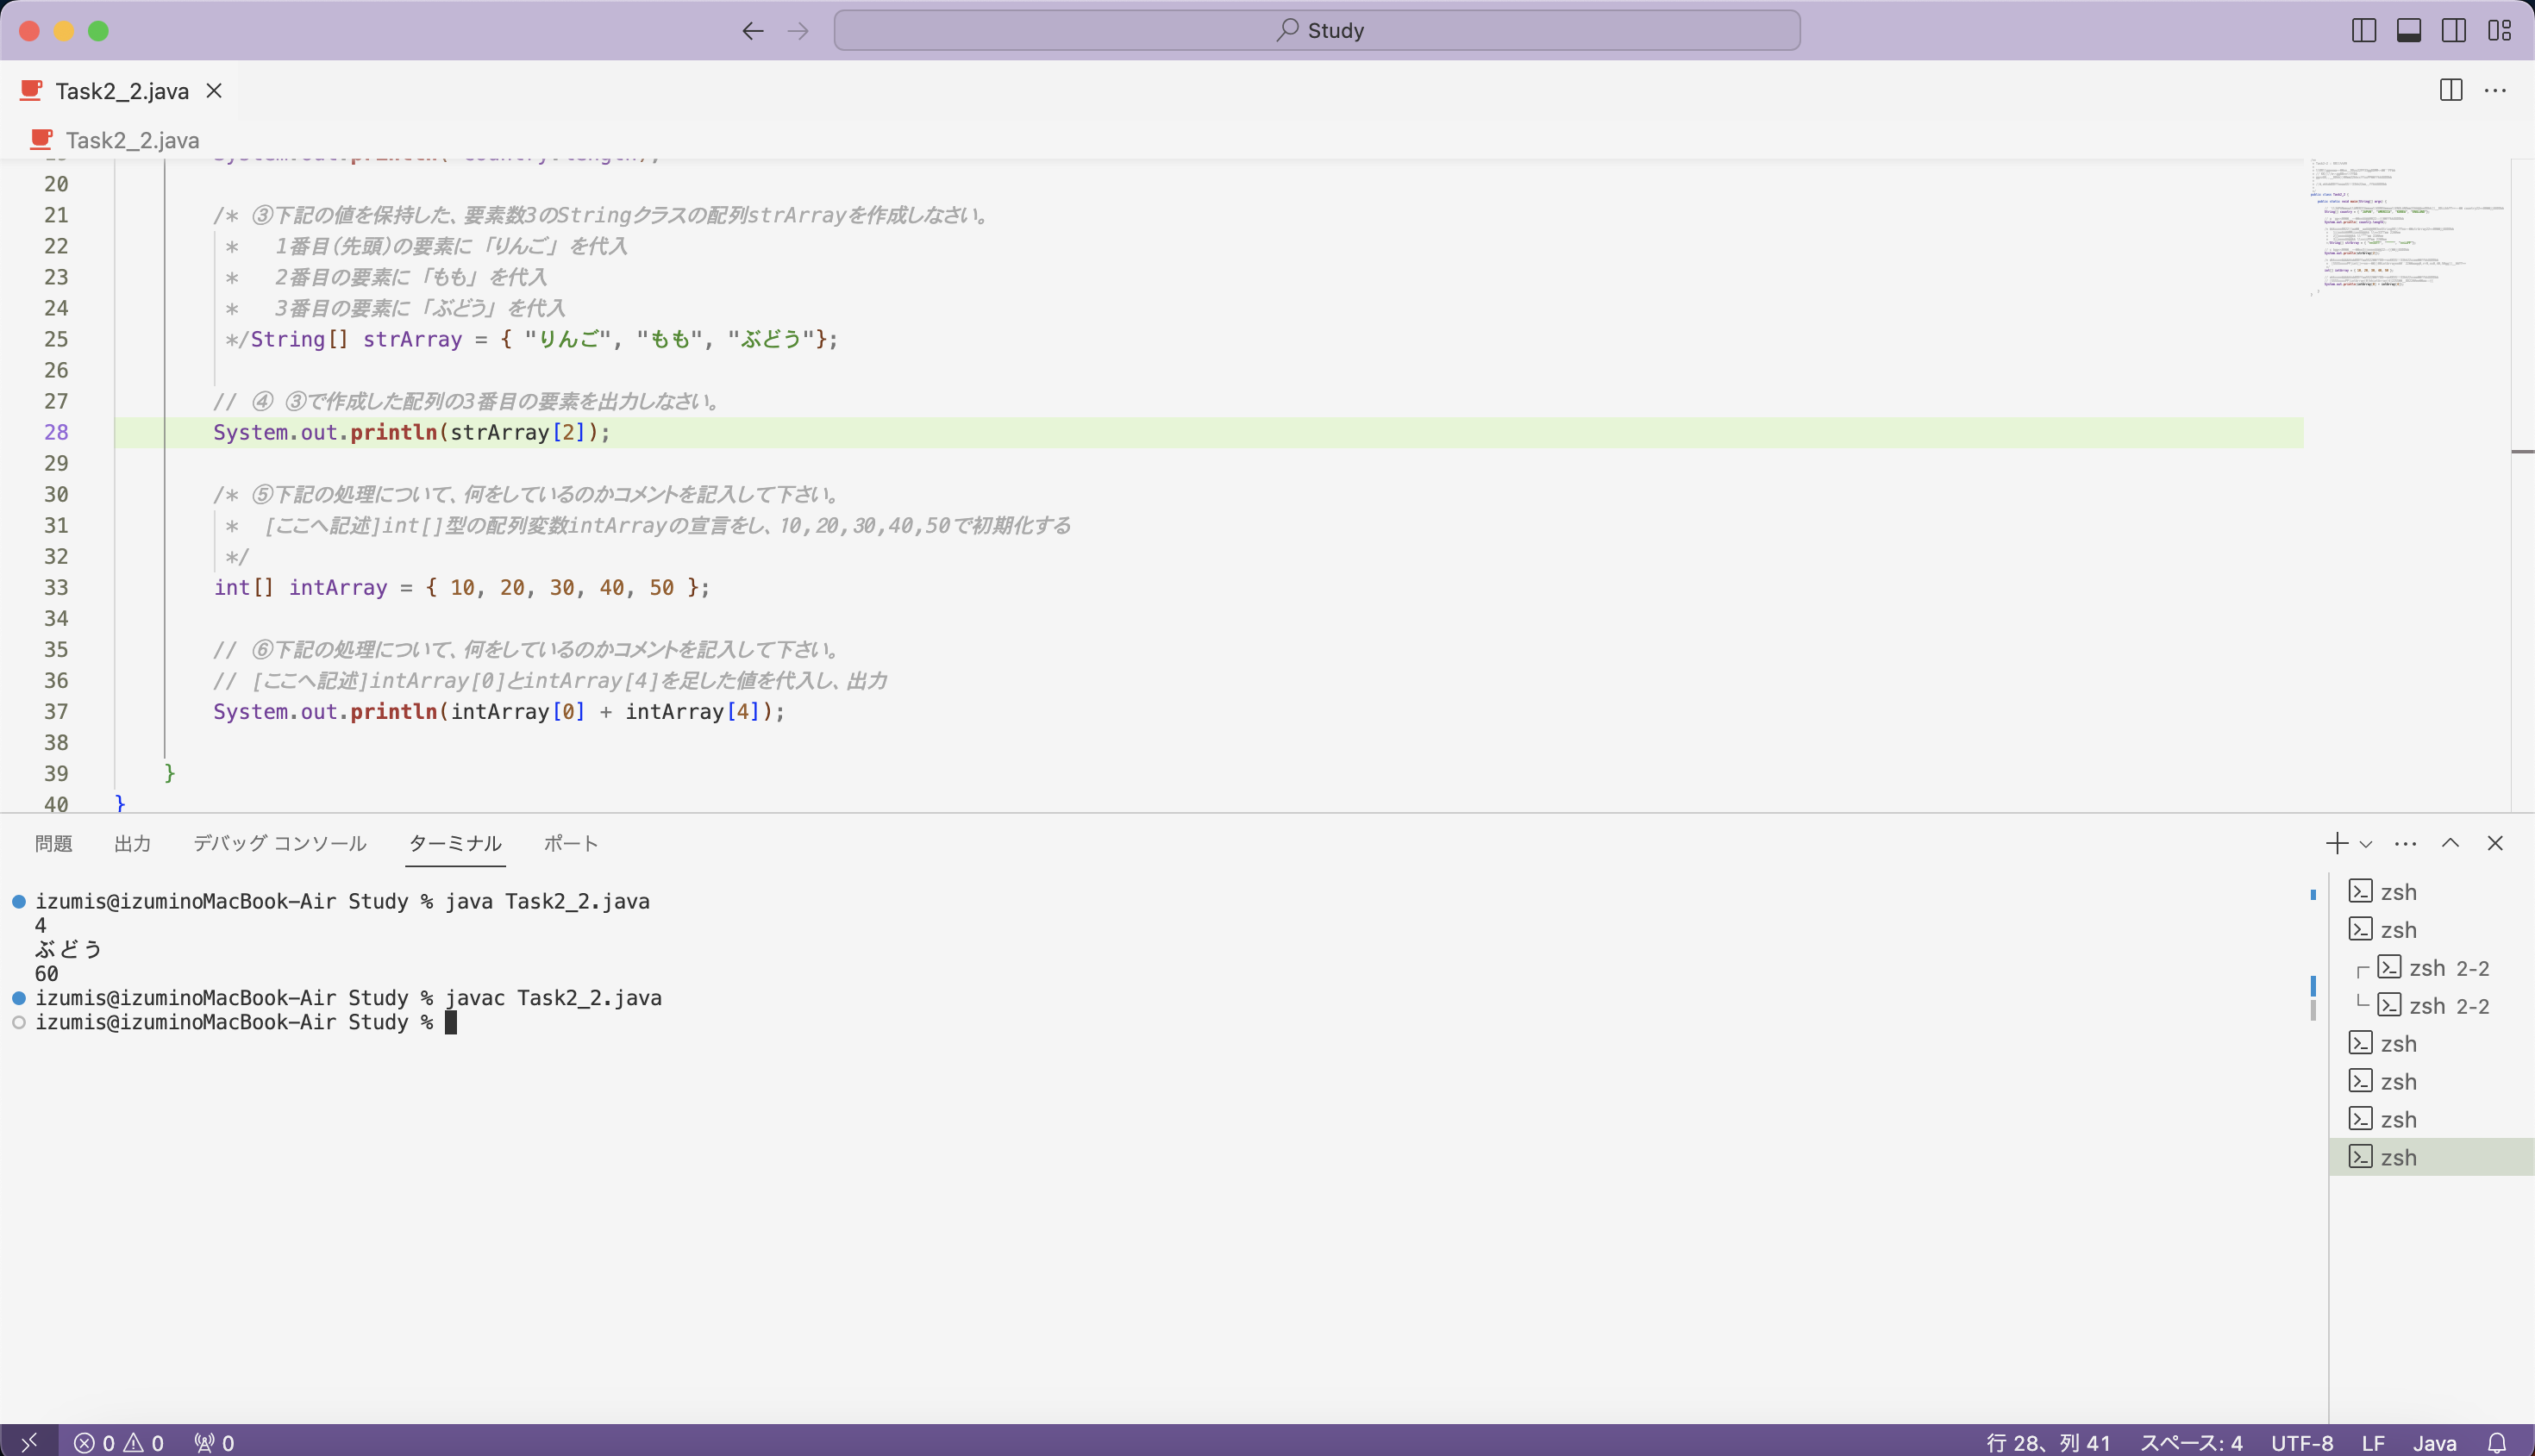 Study
Task2_2.java
Task2_2.java
20
21 /* ③下記の値を保持した、要素数3のStringクラスの配列strArrayを作成しなさい。
22 * 1番目(先頭)の要素に「りんご」を代入
23 * 2番目の要素に「もも」を代入
24 * 3番目の要素に「ぶどう」を代入
25 */String[] strArray = { "りんご", "もも", "ぶどう"};
26
27 // ④ ③で作成した配列の3番目の要素を出力しなさい。
28 System.out.println(strArray[2]);
29
30 /* ⑤下記の処理について、何をしているのかコメントを記入して下さい。
31 * [ここへ記述]int[]型の配列変数intArrayの宣言をし、10,20,30,40,50で初期化する
32 */
33 int[] intArray = { 10, 20, 30, 40, 50 };
34
35 // ⑥下記の処理について、何をしているのかコメントを記入して下さい。
36 // [ここへ記述]intArray[0]とintArray[4]を足した値を代入し、出力
37 System.out.println(intArray[0] + intArray[4]);
38
39 }
40 }
問題 出力 デバッグ コンソール ターミナル ポート
izumis@izuminoMacBook-Air Study % java Task2_2.java
4
ぶどう
60
izumis@izuminoMacBook-Air Study % javac Task2_2.java
izumis@izuminoMacBook-Air Study %
zsh
zsh
zsh 2-2
zsh 2-2
zsh
zsh
zsh
zsh
0 0 0 行 28、列 41 スペース: 4 UTF-8 LF Java